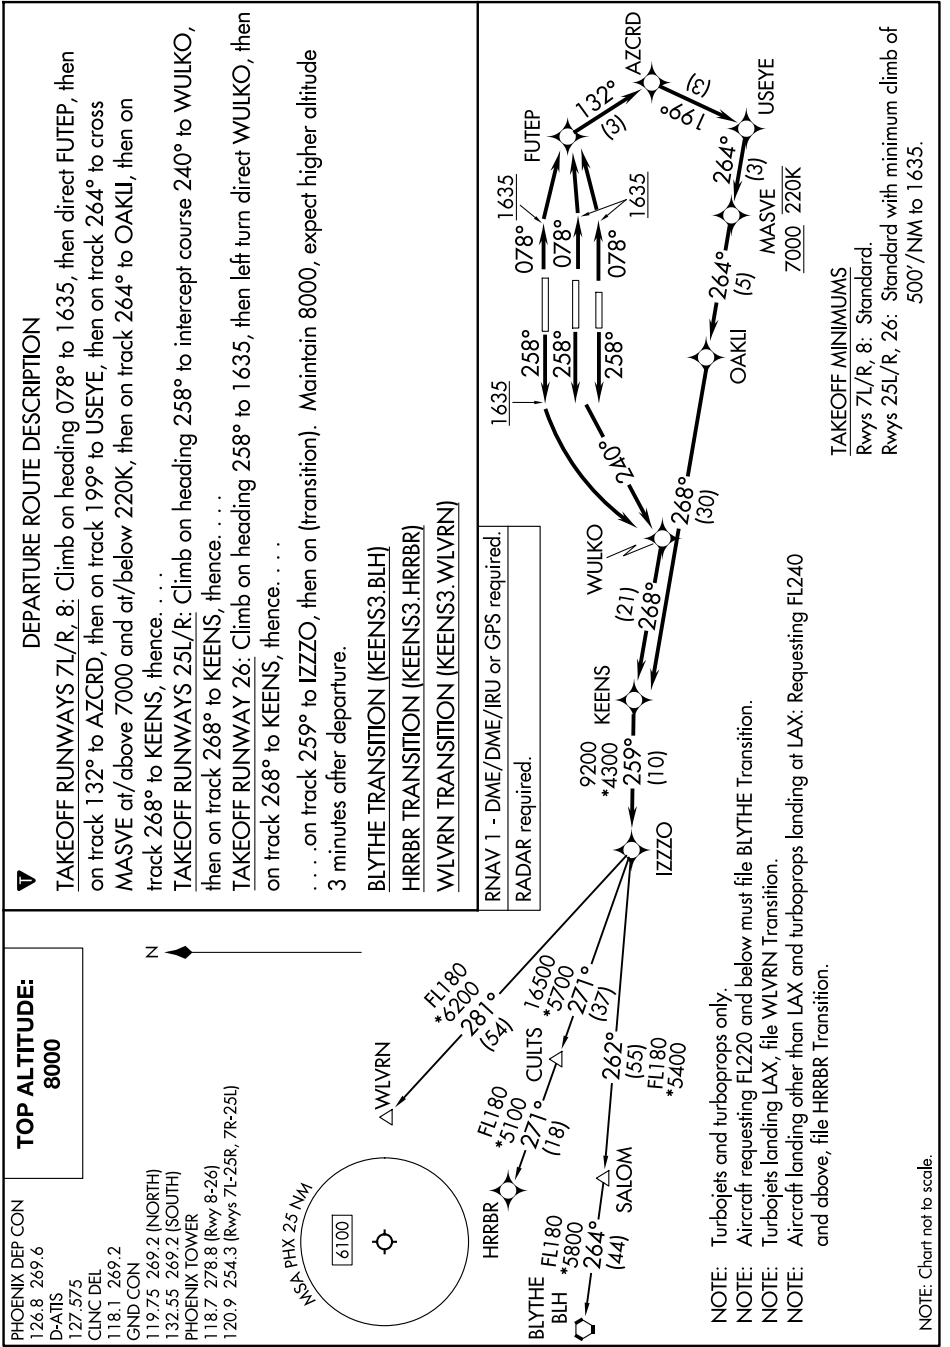 PHOENIX DEP CON
126.8 269.6
D-ATIS
127.575
CLNC DEL
118.1 269.2
GND CON
119.75 269.2 (NORTH)
132.55 269.2 (SOUTH)
PHOENIX TOWER
118.7 278.8 (Rwy 8-26)
120.9 254.3 (Rwys 7L-25R, 7R-25L)
TOP ALTITUDE:
8000
T
DEPARTURE ROUTE DESCRIPTION
TAKEOFF RUNWAYS 7L/R, 8: Climb on heading 078° to 1635, then direct FUTEP, then
on track 132° to AZCRD, then on track 199° to USEYE, then on track 264° to cross
MASVE at/above 7000 and at/below 220K, then on track 264° to OAKLI, then on
track 268° to KEENS, thence. . . .
TAKEOFF RUNWAYS 25L/R: Climb on heading 258° to intercept course 240° to WULKO,
then on track 268° to KEENS, thence. . . .
TAKEOFF RUNWAY 26: Climb on heading 258° to 1635, then left turn direct WULKO, then
on track 268° to KEENS, thence. . . .
. . . .on track 259° to IZZZO, then on (transition). Maintain 8000, expect higher altitude
3 minutes after departure.
BLYTHE TRANSITION (KEENS3.BLH)
HRRBR TRANSITION (KEENS3.HRRBR)
WLVRN TRANSITION (KEENS3.WLVRN)
RNAV 1 - DME/DME/IRU or GPS required.
RADAR required.
N
MSA PHX 25 NM
6100
WLVRN
FL180
*6200
281°
(54)
HRRBR
FL180
*5100
271°
(18)
CULTS
16500
*5700
271°
(37)
BLYTHE
BLH
FL180
*5800
264°
(44)
SALOM
262°
(55)
FL180
*5400
IZZZO
9200
*4300
259°
(10)
KEENS
(21)
268°
WULKO
268°
(30)
240°
1635
258°
258°
258°
078°
078°
078°
1635
1635
FUTEP
132°
(3)
AZCRD
199°
(3)
USEYE
264°
(3)
MASVE
7000 220K
264°
(5)
OAKLI
TAKEOFF MINIMUMS
Rwys 7L/R, 8: Standard.
Rwys 25L/R, 26: Standard with minimum climb of
500'/NM to 1635.
NOTE: Turbojets and turboprops only.
NOTE: Aircraft requesting FL220 and below must file BLYTHE Transition.
NOTE: Turbojets landing LAX, file WLVRN Transition.
NOTE: Aircraft landing other than LAX and turboprops landing at LAX: Requesting FL240
and above, file HRRBR Transition.
NOTE: Chart not to scale.